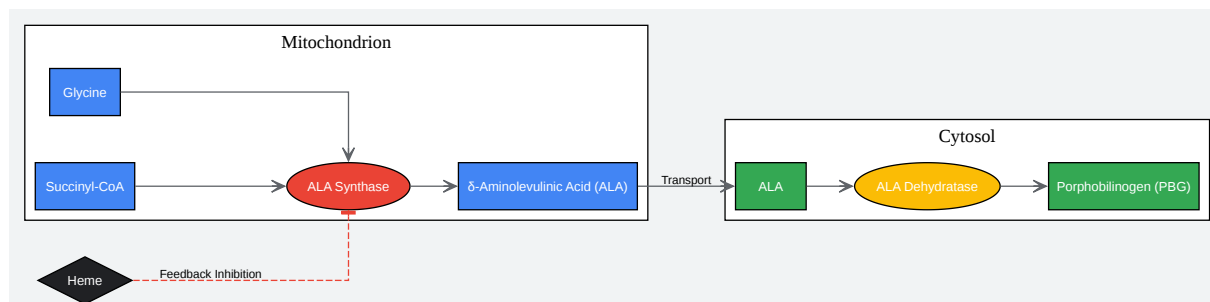 Mitochondrion
Glycine
Succinyl-CoA
ALA Synthase
δ-Aminolevulinic Acid (ALA)
Transport
Cytosol
ALA
ALA Dehydratase
Porphobilinogen (PBG)
Heme
Feedback Inhibition